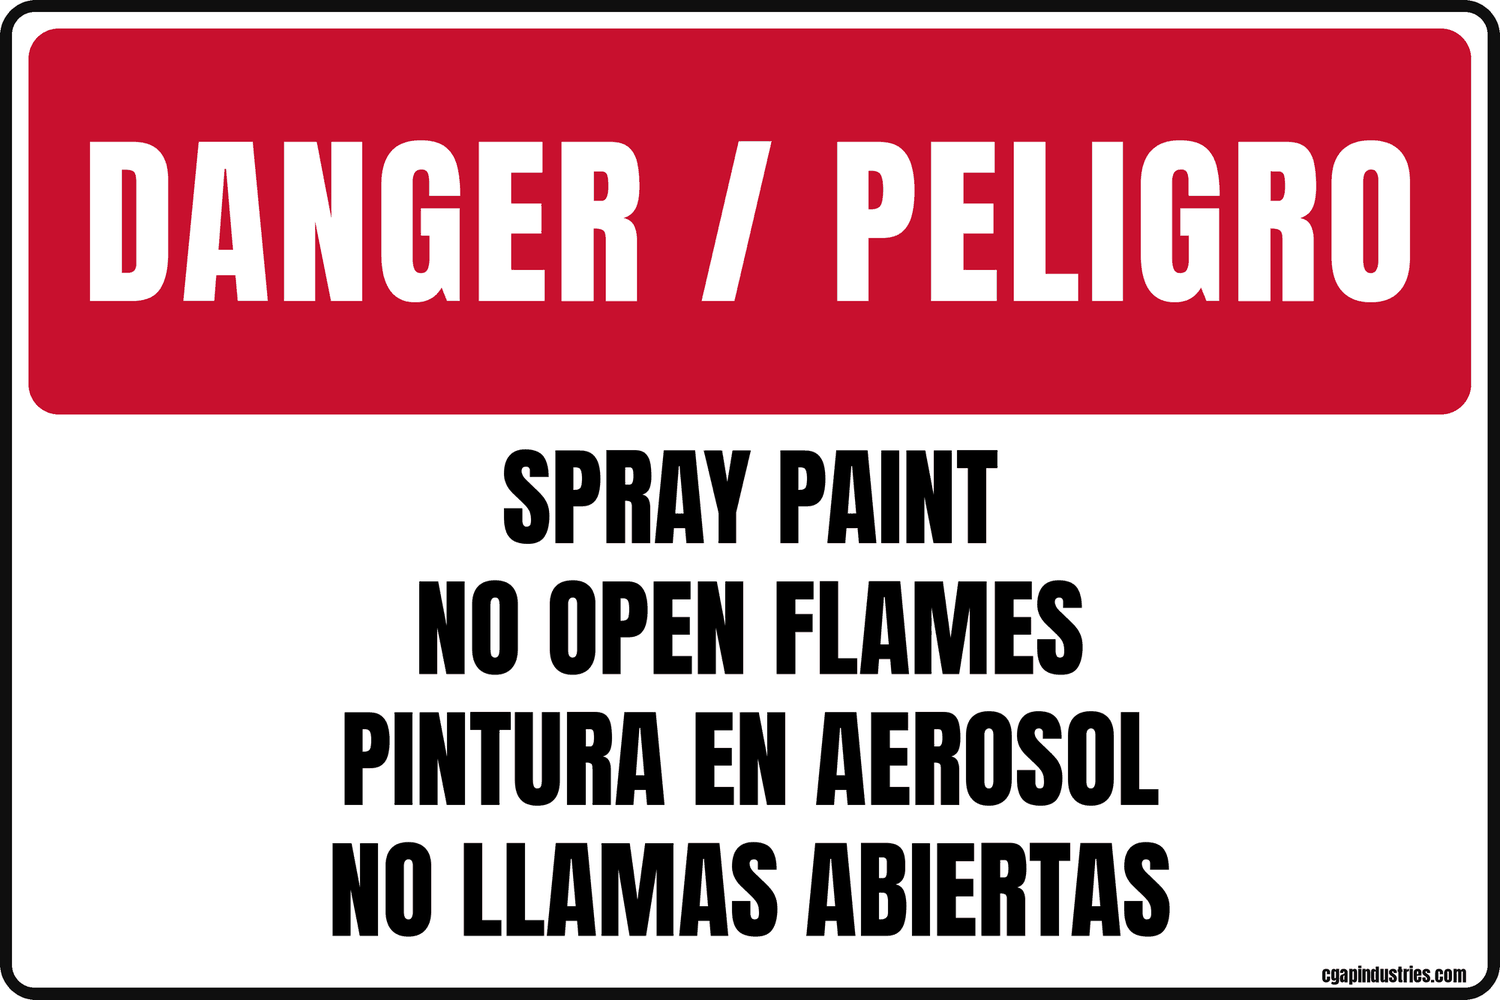 DANGER / PELIGRO
SPRAY PAINT
NO OPEN FLAMES
PINTURA EN AEROSOL
NO LLAMAS ABIERTAS
cgapindustries.com